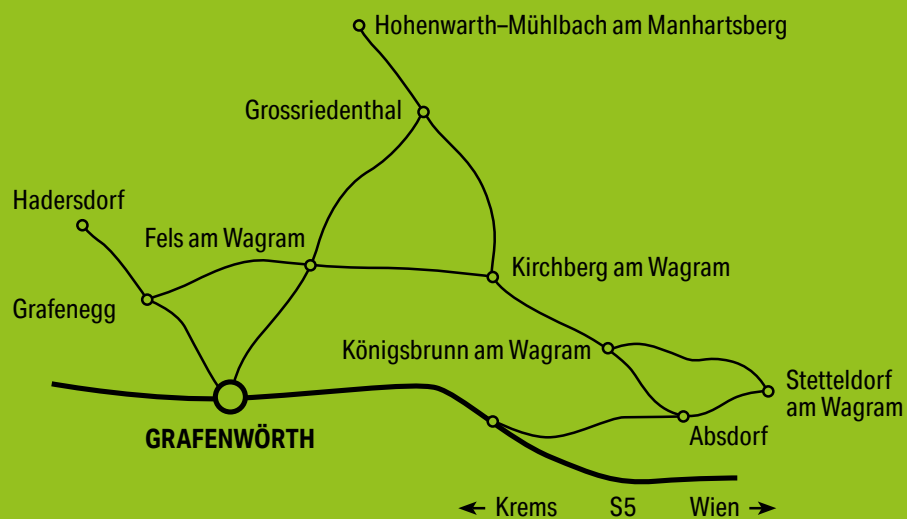 Hohenwarth–Mühlbach am Manhartsberg
Grossriedenthal
Hadersdorf
Fels am Wagram
Kirchberg am Wagram
Grafenegg
Königsbrunn am Wagram
Stetteldorf
am Wagram
Absdorf
GRAFENWÖRTH
← Krems S5 Wien →